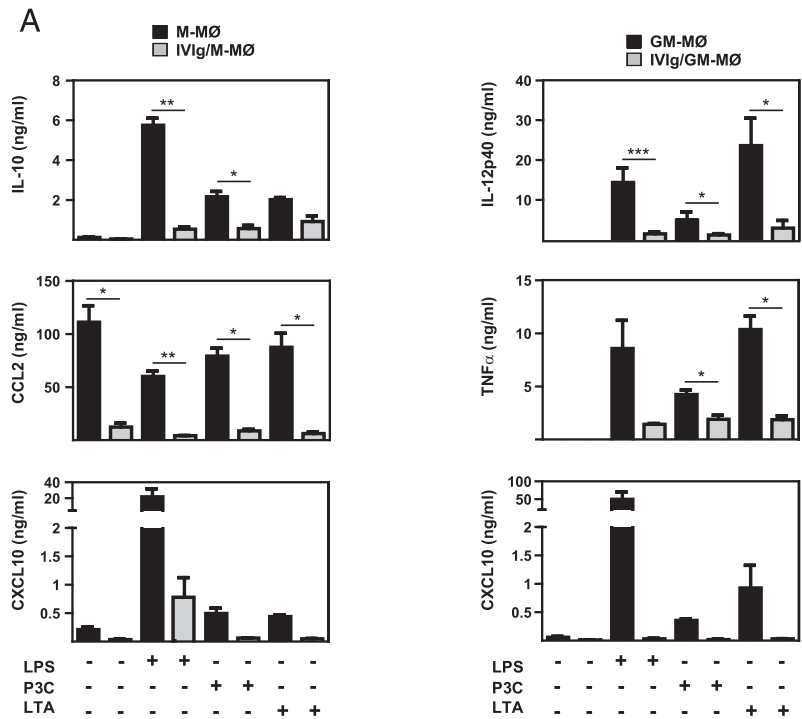 A
M-MØ
IVIg/M-MØ
GM-MØ
IVIg/GM-MØ
IL-10 (ng/ml)
8
6
4
2
**
*
IL-12p40 (ng/ml)
40
30
20
10
***
*
*
CCL2 (ng/ml)
150
100
50
*
**
*
*
TNFα (ng/ml)
15
10
5
*
*
CXCL10 (ng/ml)
40
20
2
1.5
1
0.5
CXCL10 (ng/ml)
100
50
2
1.5
1
0.5
LPS - - + + - - - - - - + + - - - -
P3C - - - - + + - - - - - - + + - -
LTA - - - - - - + + - - - - - - + +